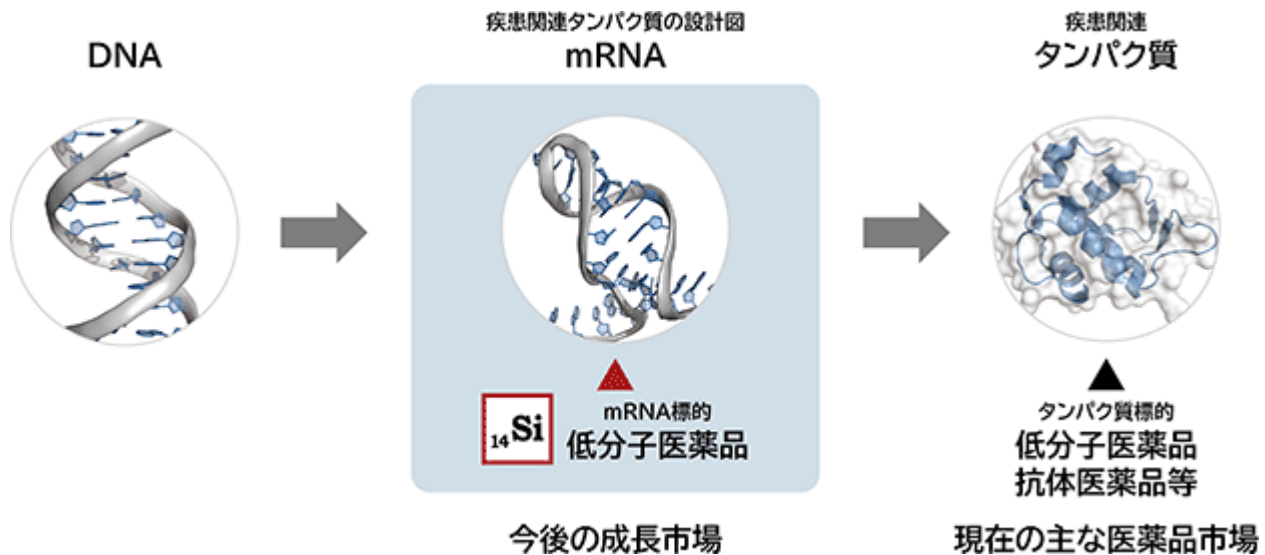 DNA
疾患関連タンパク質の設計図
mRNA
疾患関連
タンパク質
14Si
mRNA標的
低分子医薬品
タンパク質標的
低分子医薬品
抗体医薬品等
今後の成長市場
現在の主な医薬品市場